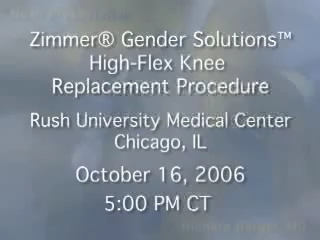 Zimmer® Gender Solutions™
High-Flex Knee
Replacement Procedure
Rush University Medical Center
Chicago, IL
October 16, 2006
5:00 PM CT